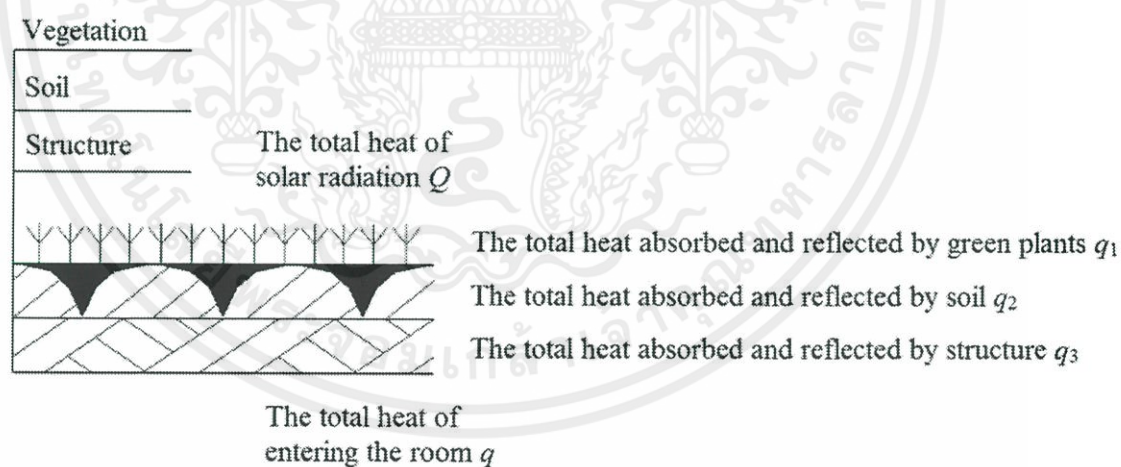 Vegetation
Soil
Structure
The total heat of
solar radiation Q
The total heat absorbed and reflected by green plants q₁
The total heat absorbed and reflected by soil q₂
The total heat absorbed and reflected by structure q₃
The total heat of
entering the room q